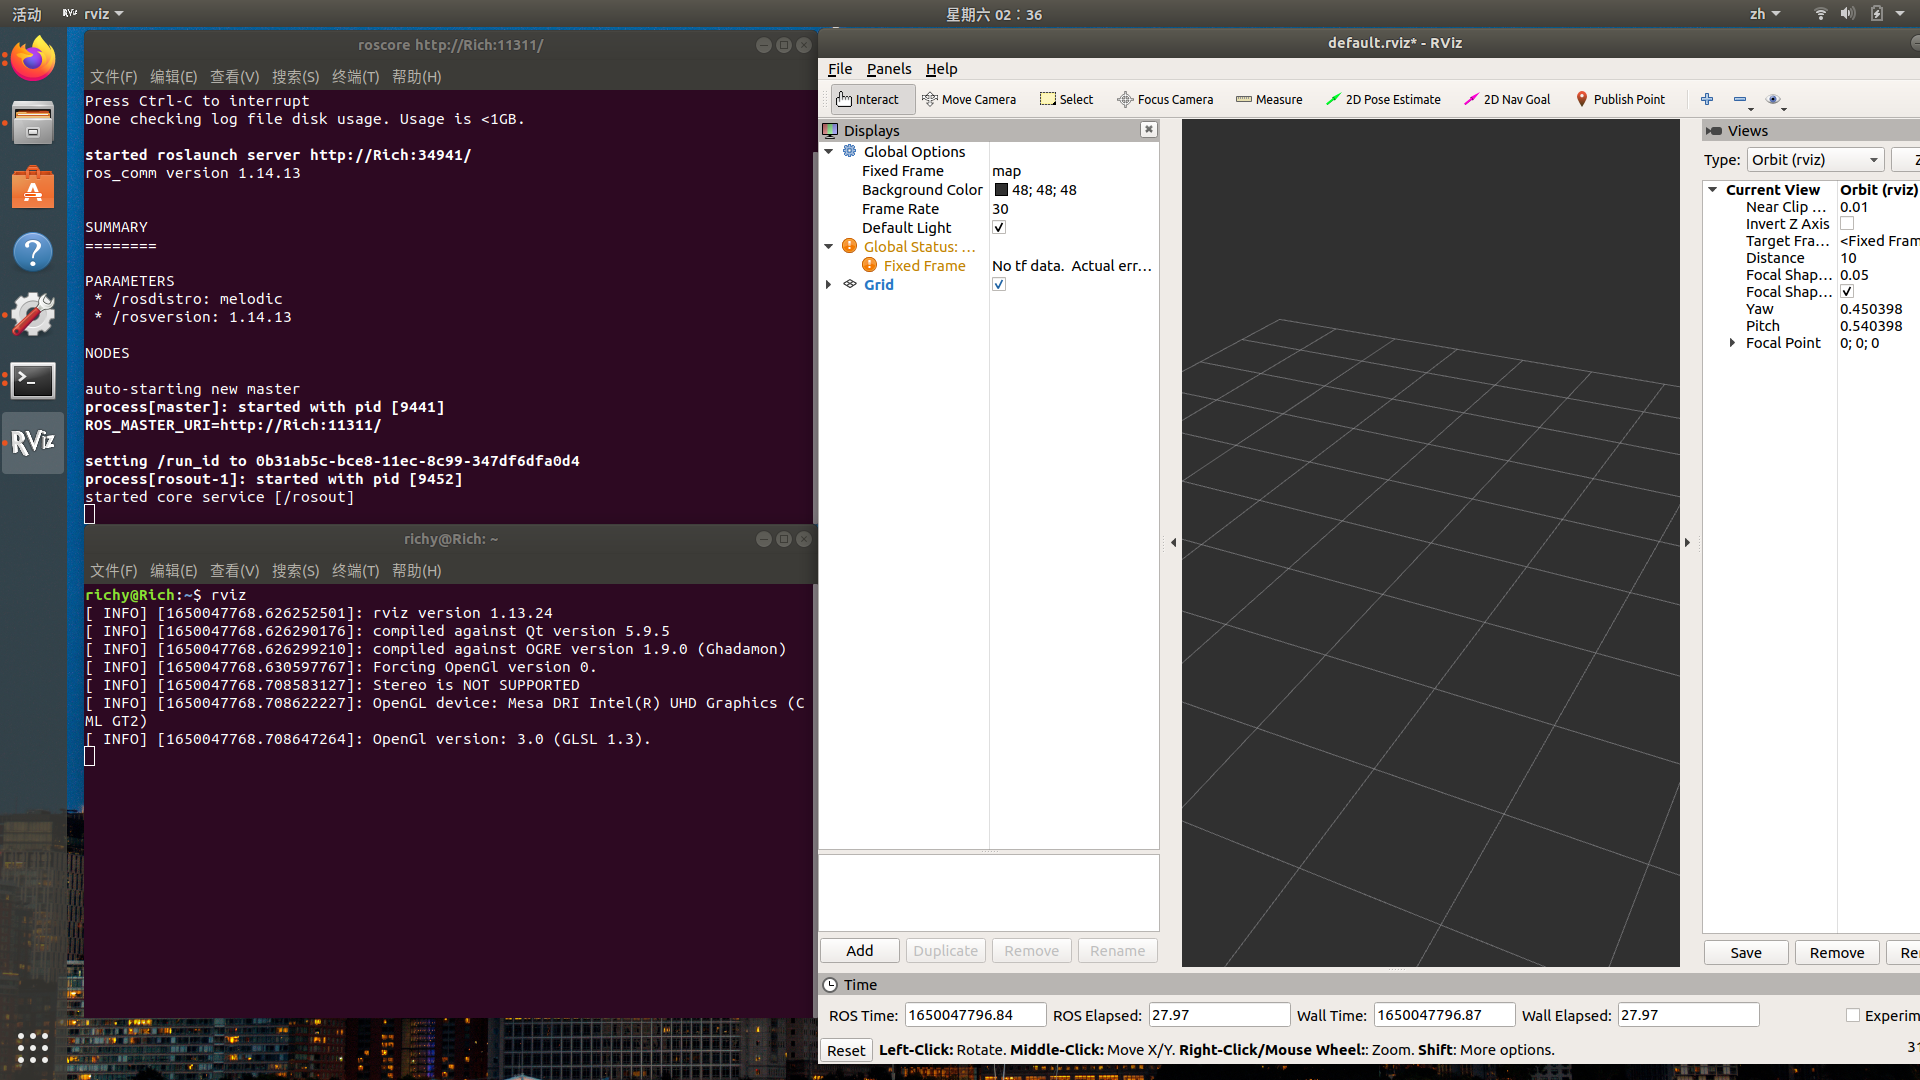 活动 RViz rviz 星期六 02：36 zh
roscore http://Rich:11311/
文件(F) 编辑(E) 查看(V) 搜索(S) 终端(T) 帮助(H)
Press Ctrl-C to interrupt
Done checking log file disk usage. Usage is <1GB.
started roslaunch server http://Rich:34941/
ros_comm version 1.14.13
SUMMARY
========
PARAMETERS
* /rosdistro: melodic
* /rosversion: 1.14.13
NODES
auto-starting new master
process[master]: started with pid [9441]
ROS_MASTER_URI=http://Rich:11311/
setting /run_id to 0b31ab5c-bce8-11ec-8c99-347df6dfa0d4
process[rosout-1]: started with pid [9452]
started core service [/rosout]
RViz
richy@Rich: ~
文件(F) 编辑(E) 查看(V) 搜索(S) 终端(T) 帮助(H)
richy@Rich:~$ rviz
[ INFO] [1650047768.626252501]: rviz version 1.13.24
[ INFO] [1650047768.626290176]: compiled against Qt version 5.9.5
[ INFO] [1650047768.626299210]: compiled against OGRE version 1.9.0 (Ghadamon)
[ INFO] [1650047768.630597767]: Forcing OpenGl version 0.
[ INFO] [1650047768.708583127]: Stereo is NOT SUPPORTED
[ INFO] [1650047768.708622227]: OpenGL device: Mesa DRI Intel(R) UHD Graphics (C
ML GT2)
[ INFO] [1650047768.708647264]: OpenGl version: 3.0 (GLSL 1.3).
default.rviz* - RViz
File Panels Help
Interact Move Camera Select Focus Camera Measure 2D Pose Estimate 2D Nav Goal Publish Point
Displays
Global Options
Fixed Frame map
Background Color 48; 48; 48
Frame Rate 30
Default Light
Global Status: ...
Fixed Frame No tf data. Actual err...
Grid
Add Duplicate Remove Rename
Views
Type: Orbit (rviz) Z
Current View Orbit (rviz)
Near Clip ... 0.01
Invert Z Axis
Target Fra... <Fixed Fram
Distance 10
Focal Shap... 0.05
Focal Shap...
Yaw 0.450398
Pitch 0.540398
Focal Point 0; 0; 0
Save Remove Re
Time
ROS Time: 1650047796.84 ROS Elapsed: 27.97 Wall Time: 1650047796.87 Wall Elapsed: 27.97 Experim
Reset Left-Click: Rotate. Middle-Click: Move X/Y. Right-Click/Mouse Wheel:: Zoom. Shift: More options. 31